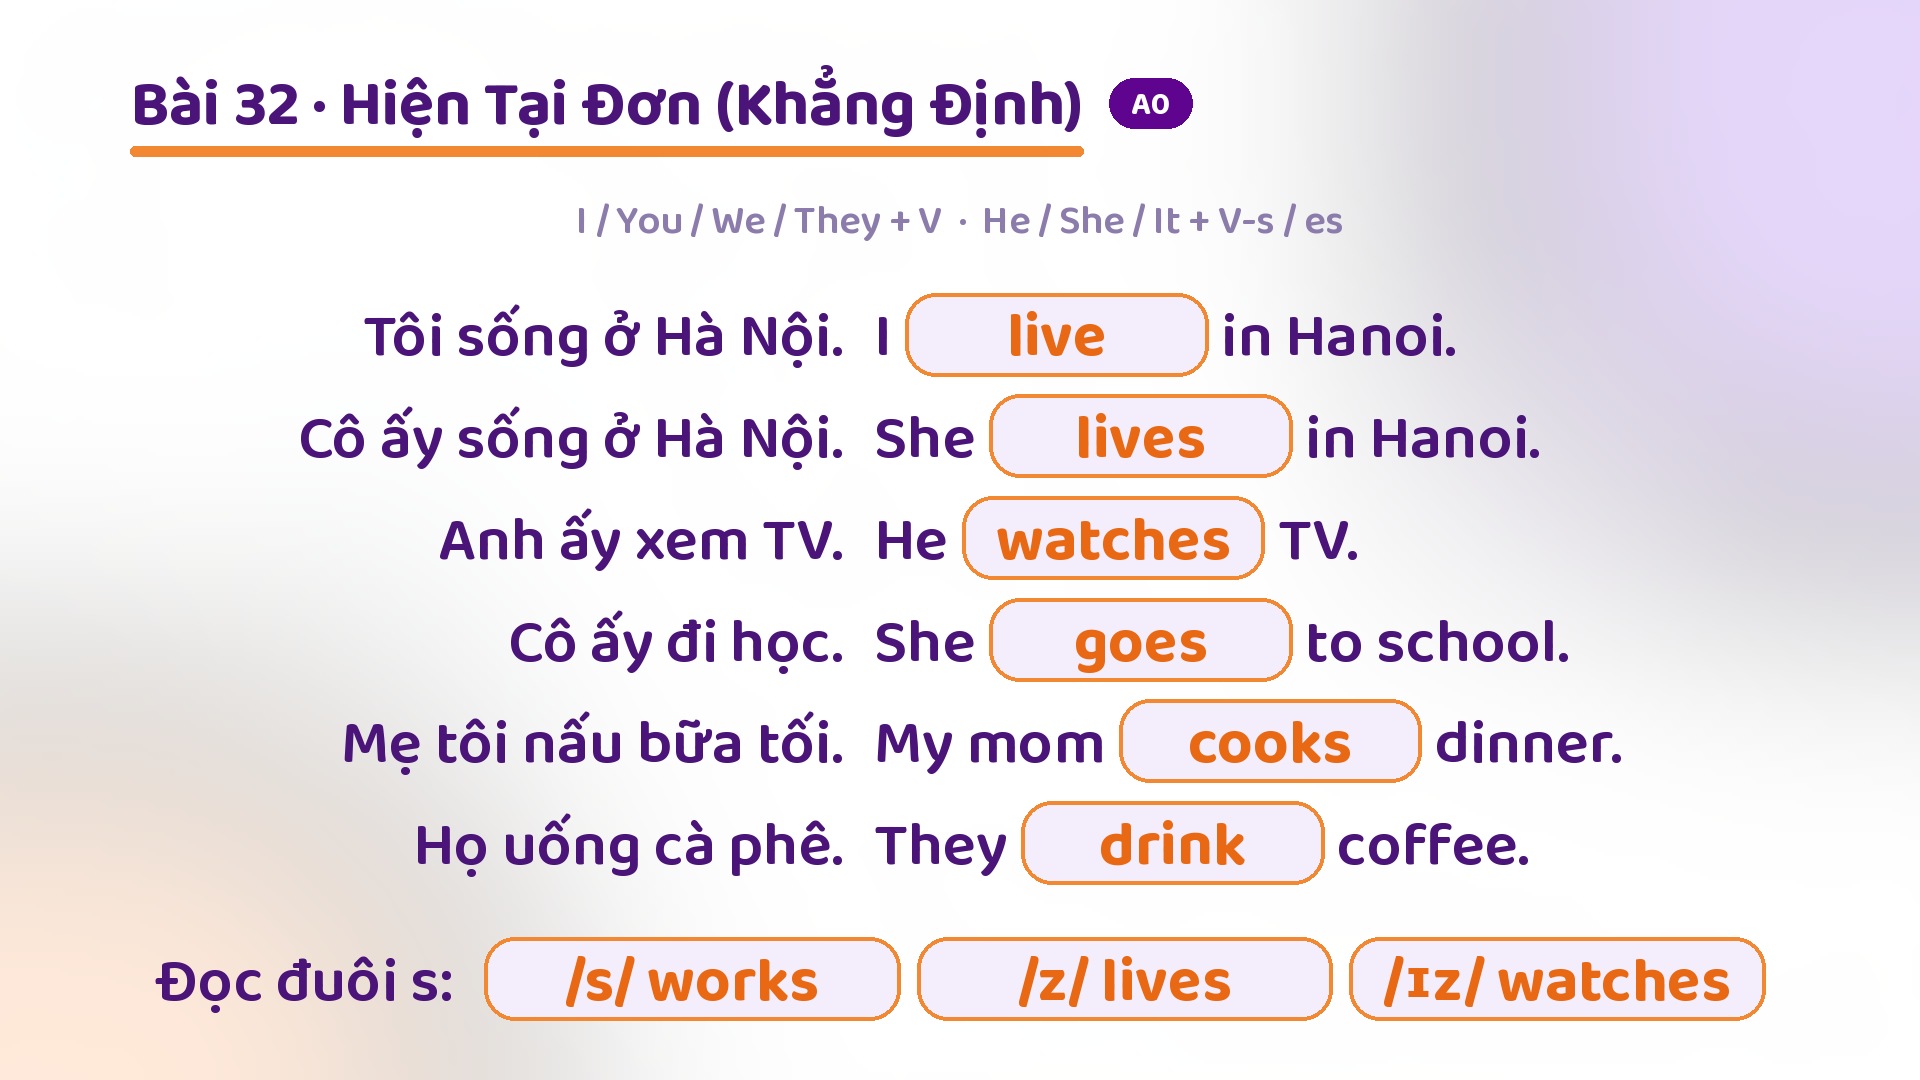 Bài 32 · Hiện Tại Đơn (Khẳng Định) A0
I / You / We / They + V · He / She / It + V-s / es
Tôi sống ở Hà Nội. I live in Hanoi.
Cô ấy sống ở Hà Nội. She lives in Hanoi.
Anh ấy xem TV. He watches TV.
Cô ấy đi học. She goes to school.
Mẹ tôi nấu bữa tối. My mom cooks dinner.
Họ uống cà phê. They drink coffee.
Đọc đuôi s: /s/ works /z/ lives /ɪz/ watches